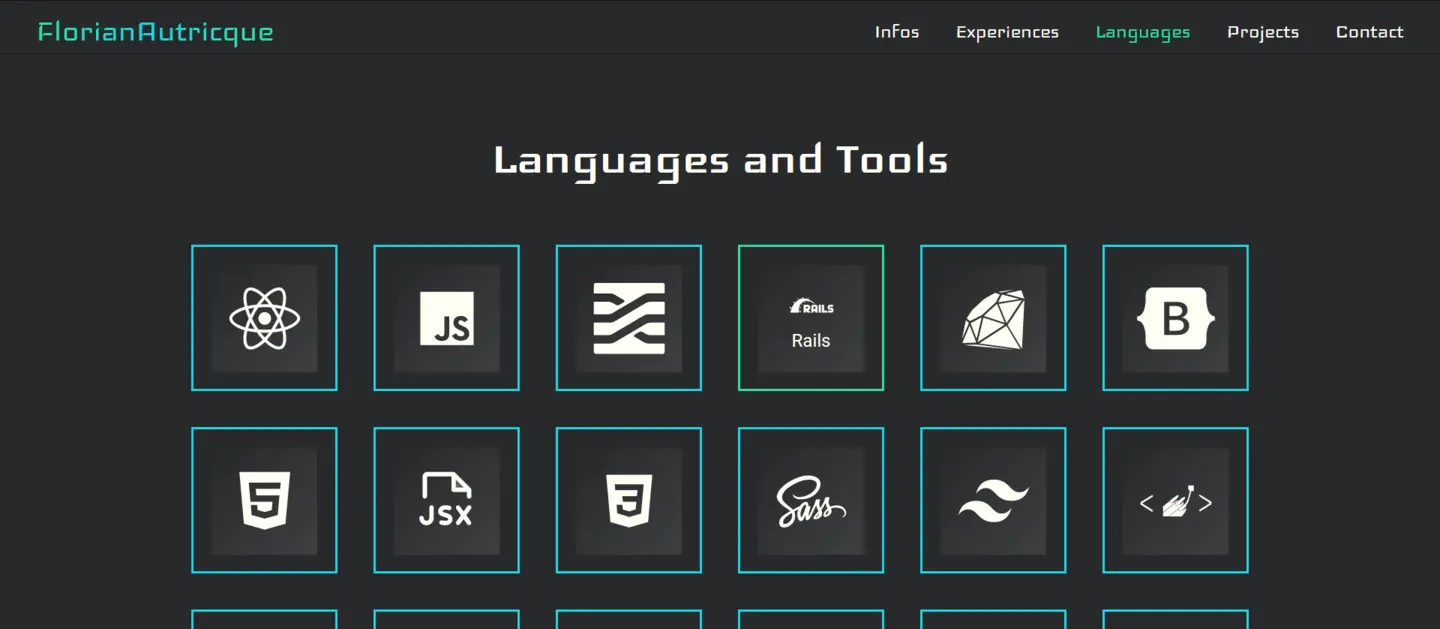 FlorianAutricque
Infos Experiences Languages Projects Contact
Languages and Tools
JS
RAILS
Rails
B
5
JSX
3
Sass
< >